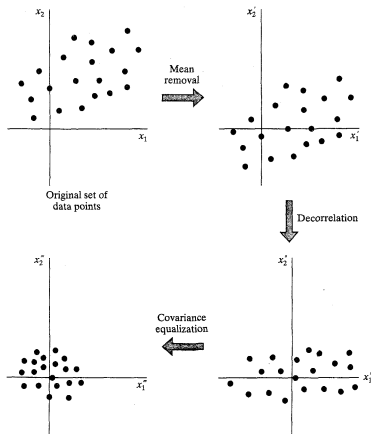 x2
x2'
Mean
removal
x1
x1'
Original set of
data points
Decorrelation
x2''
x2'
Covariance
equalization
x1''
x1'